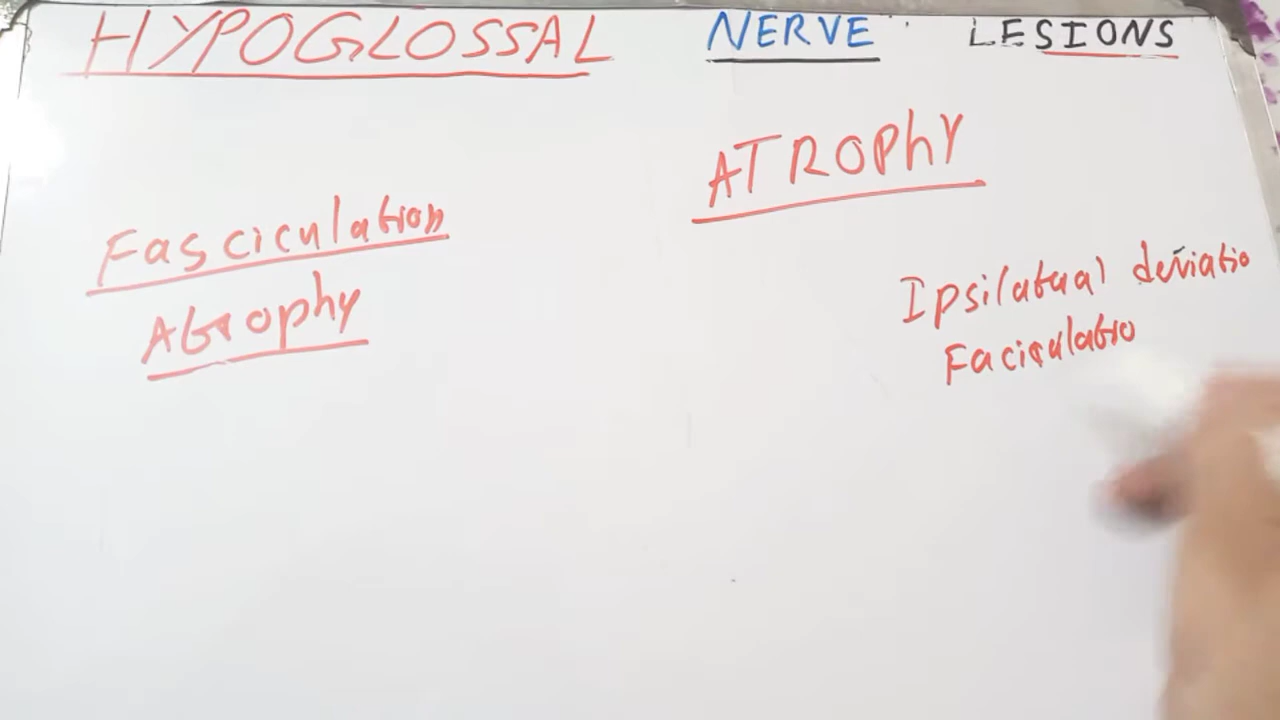 HYPOGLOSSAL NERVE LESIONS
ATROPhY
Fasciculation
Atrophy
Ipsilatual deviatio
Faciculatio